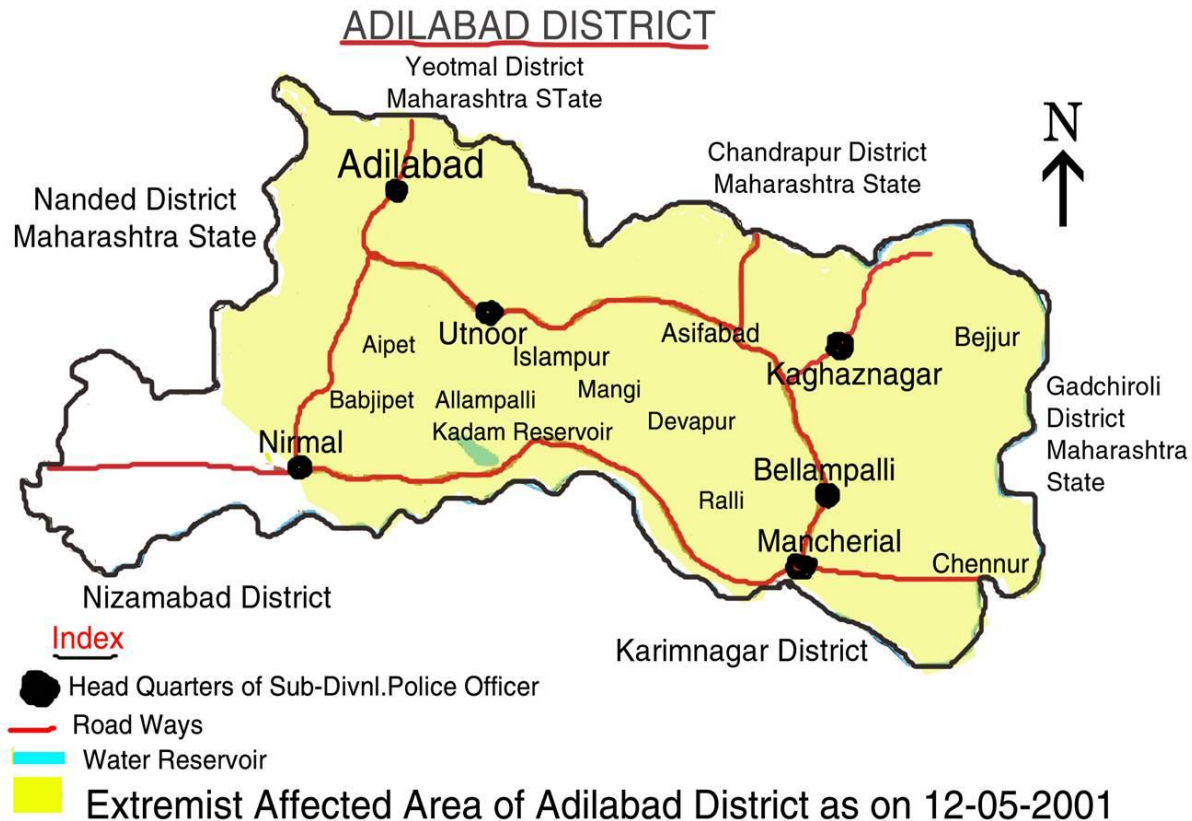 ADILABAD DISTRICT
Yeotmal District
Maharashtra STate
N
Chandrapur District
Maharashtra State
Adilabad
Nanded District
Maharashtra State
Utnoor
Asifabad
Aipet
Islampur
Bejjur
Kaghaznagar
Mangi
Gadchiroli
District
Maharashtra
State
Babjipet
Allampalli
Devapur
Kadam Reservoir
Nirmal
Bellampalli
Ralli
Mancherial
Chennur
Nizamabad District
Karimnagar District
Index
Head Quarters of Sub-Divnl.Police Officer
Road Ways
Water Reservoir
Extremist Affected Area of Adilabad District as on 12-05-2001